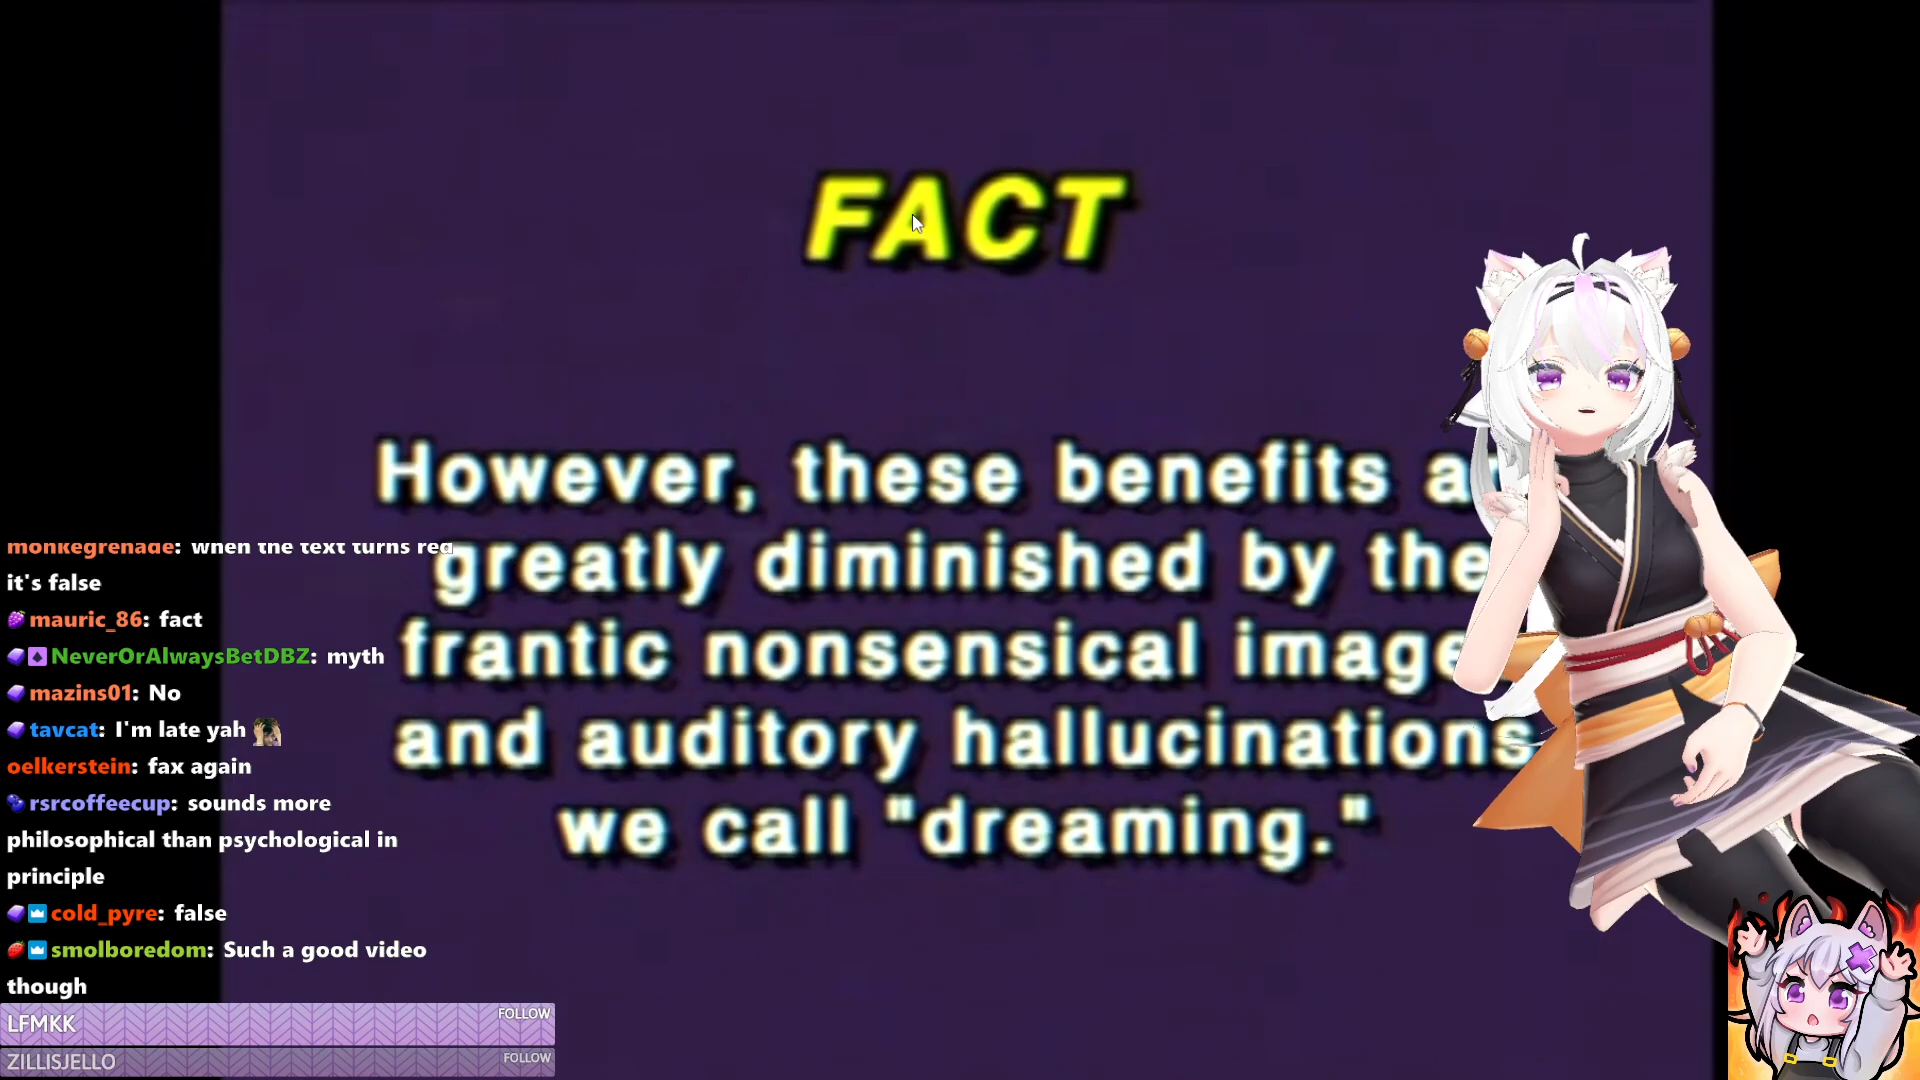 FACT
However, these benefits a
greatly diminished by the
frantic nonsensical image
and auditory hallucinations
we call "dreaming."
monkegrenade: when the text turns red
it's false
mauric_86: fact
NeverOrAlwaysBetDBZ: myth
mazins01: No
tavcat: I'm late yah
oelkerstein: fax again
rsrcoffeecup: sounds more
philosophical than psychological in
principle
cold_pyre: false
smolboredom: Such a good video
though
LFMKK FOLLOW
ZILLISJELLO FOLLOW